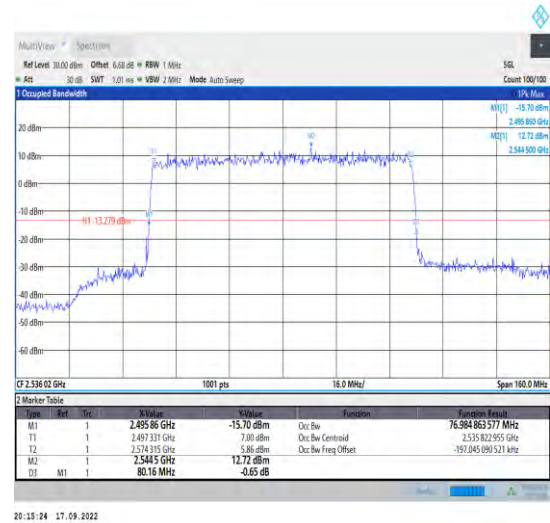 MultiView Spectrum
Ref Level 30.00 dBm Offset 6.68 dB RBW 1 MHz SGL
Att 30 dB SWT 1.01 ms VBW 2 MHz Mode Auto Sweep Count 100/100
1 Occupied Bandwidth 1Pk Max
M1[1] -15.70 dBm
2.495 860 GHz
M2[1] 12.72 dBm
2.544 500 GHz
20 dBm
10 dBm
0 dBm
-10 dBm
H1 -13.279 dBm
-20 dBm
-30 dBm
-40 dBm
-50 dBm
-60 dBm
T1
M2
M1
CF 2.536 02 GHz 1001 pts 16.0 MHz/ Span 160.0 MHz
2 Marker Table
Type Ref Trc X-Value Y-Value Function Function Result
M1 1 2.495 86 GHz -15.70 dBm Occ Bw 76.984 863 577 MHz
T1 1 2.497 331 GHz 7.00 dBm Occ Bw Centroid 2.535 822 955 GHz
T2 1 2.574 315 GHz 5.86 dBm Occ Bw Freq Offset -197.045 090 521 kHz
M2 1 2.544 5 GHz 12.72 dBm
D3 M1 1 80.16 MHz -0.65 dB
20:15:24 17.09.2022